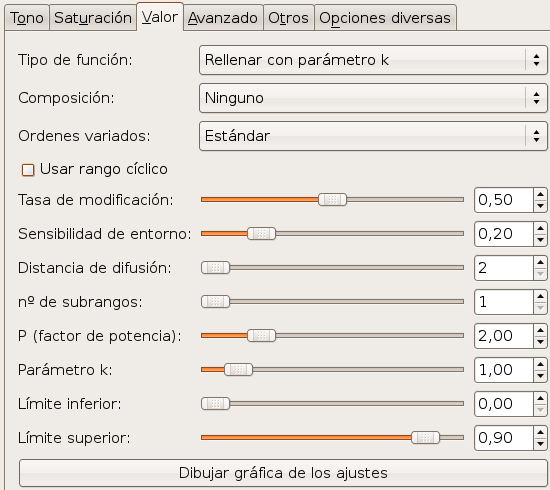 Tono Saturación Valor Avanzado Otros Opciones diversas
Tipo de función: Rellenar con parámetro k
Composición: Ninguno
Ordenes variados: Estándar
Usar rango cíclico
Tasa de modificación: 0,50
Sensibilidad de entorno: 0,20
Distancia de difusión: 2
nº de subrangos: 1
P (factor de potencia): 2,00
Parámetro k: 1,00
Límite inferior: 0,00
Límite superior: 0,90
Dibujar gráfica de los ajustes